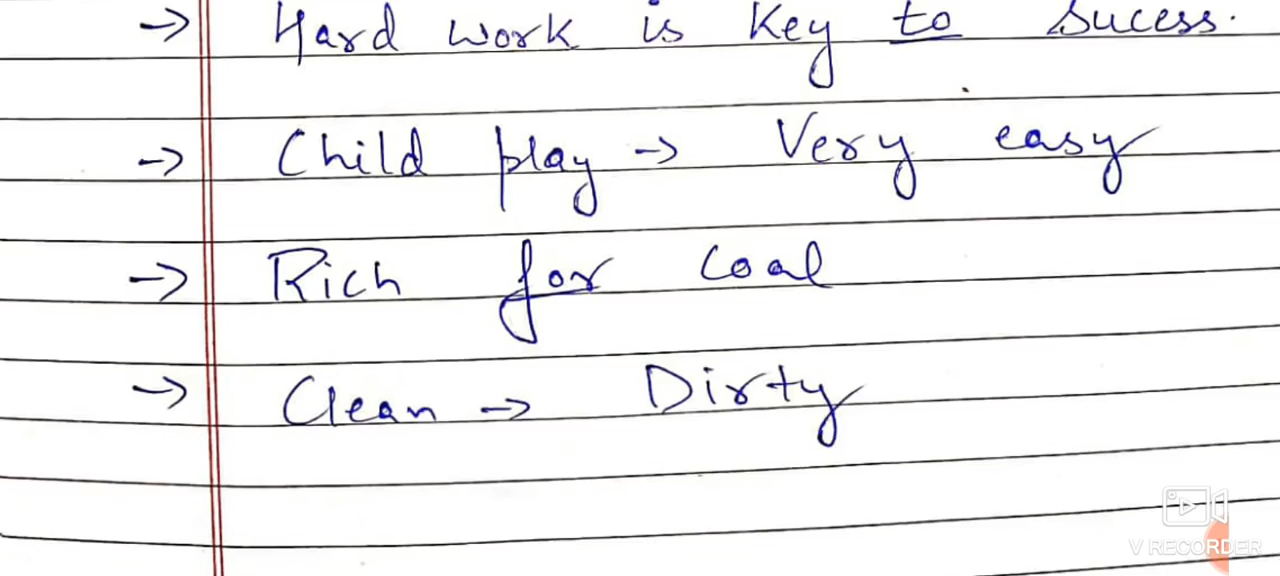 → Hard work is key to sucess.
→ Child play → Very easy
→ Rich for coal
→ Clean → Dirty
V RECORDER